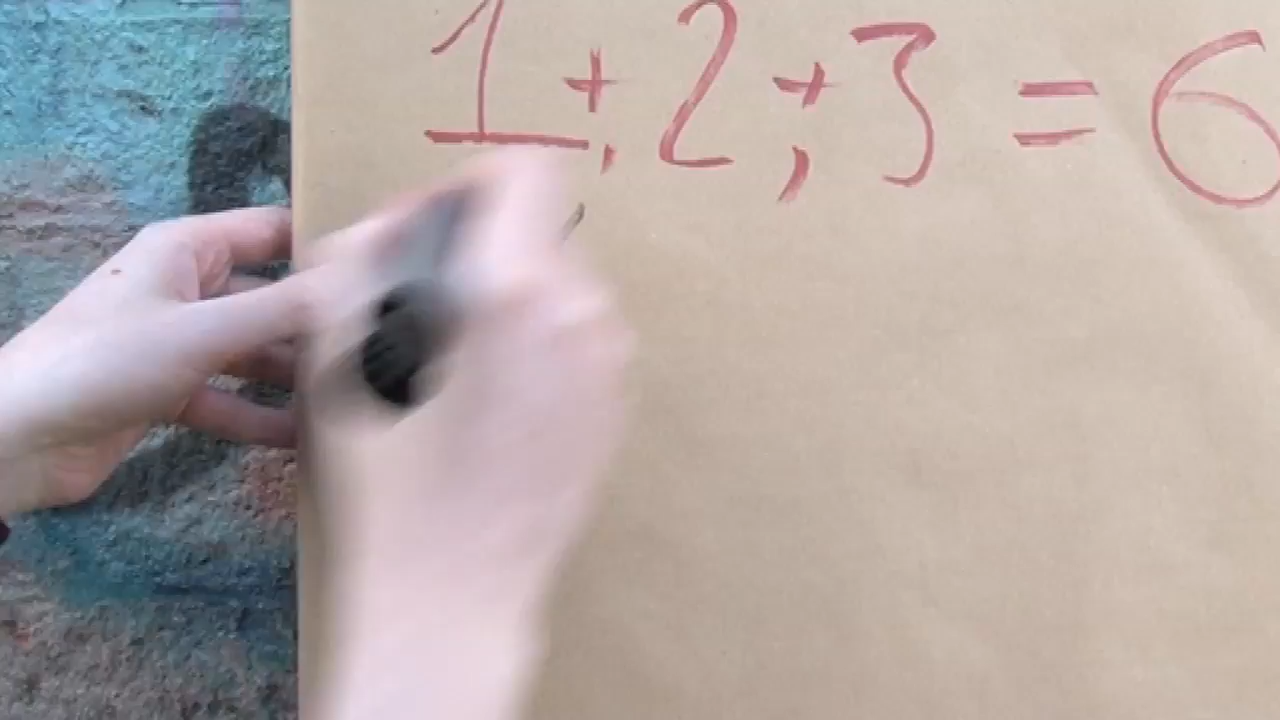 1 + , 2 + , 3 = 6